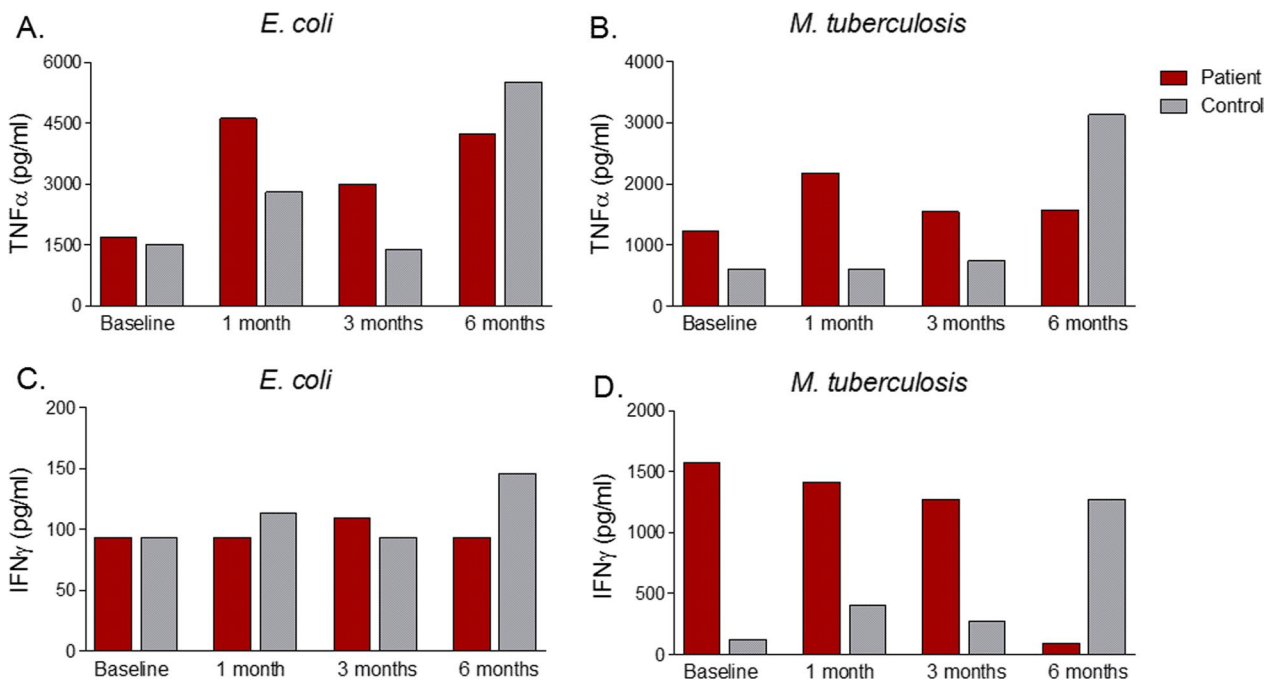 A.
E. coli
TNFα (pg/ml)
6000
4500
3000
1500
0
Baseline 1 month 3 months 6 months
B.
M. tuberculosis
TNFα (pg/ml)
4000
3000
2000
1000
0
Baseline 1 month 3 months 6 months
Patient
Control
C.
E. coli
IFNγ (pg/ml)
200
150
100
50
0
Baseline 1 month 3 months 6 months
D.
M. tuberculosis
IFNγ (pg/ml)
2000
1500
1000
500
0
Baseline 1 month 3 months 6 months